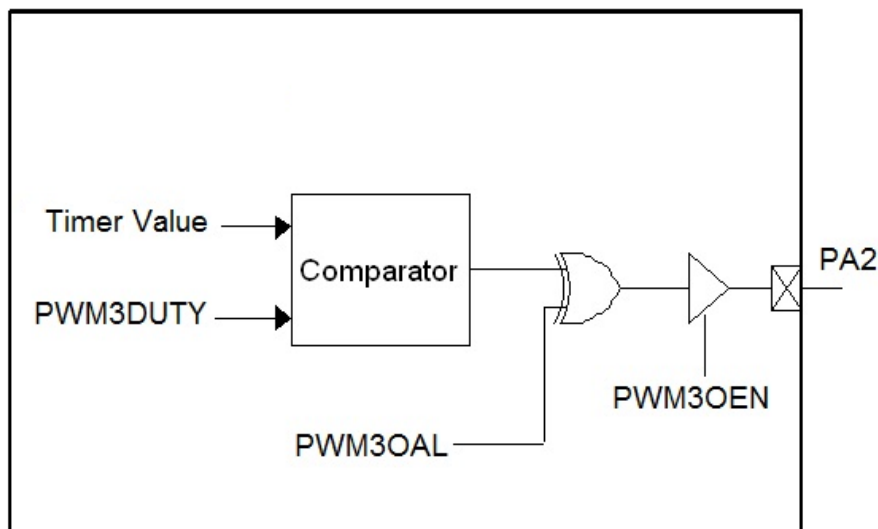 Timer Value
Comparator
PA2
PWM3DUTY
PWM3OEN
PWM3OAL